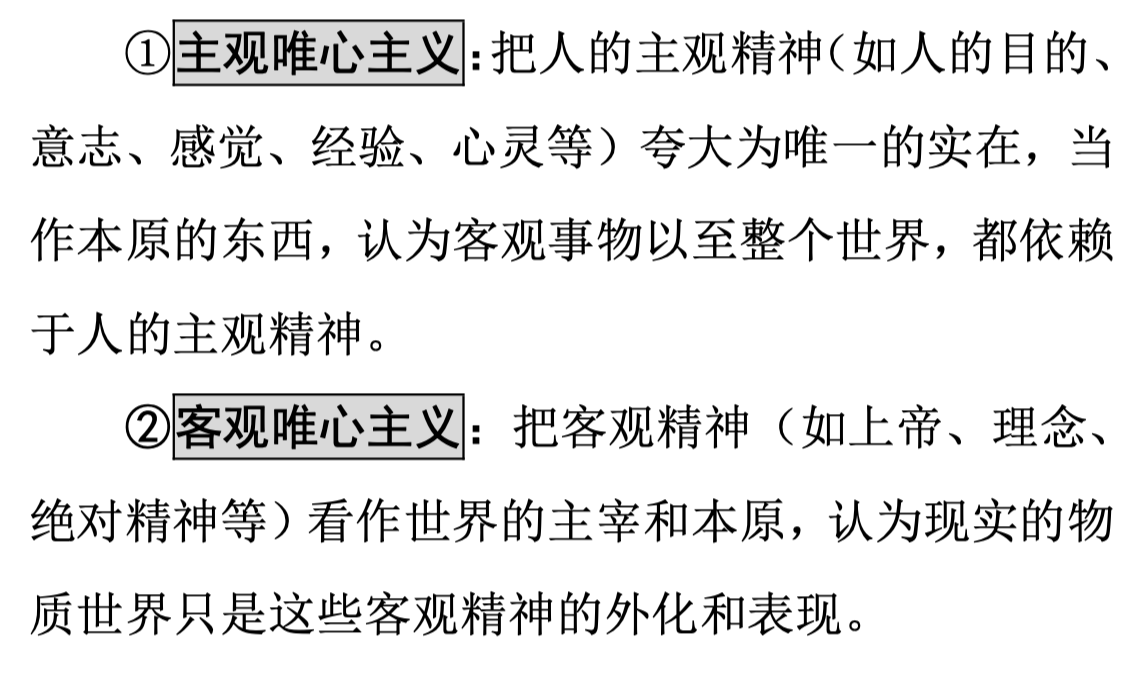 ①主观唯心主义:把人的主观精神(如人的目的、
意志、感觉、经验、心灵等)夸大为唯一的实在，当
作本原的东西，认为客观事物以至整个世界，都依赖
于人的主观精神。
②客观唯心主义：把客观精神（如上帝、理念、
绝对精神等)看作世界的主宰和本原，认为现实的物
质世界只是这些客观精神的外化和表现。